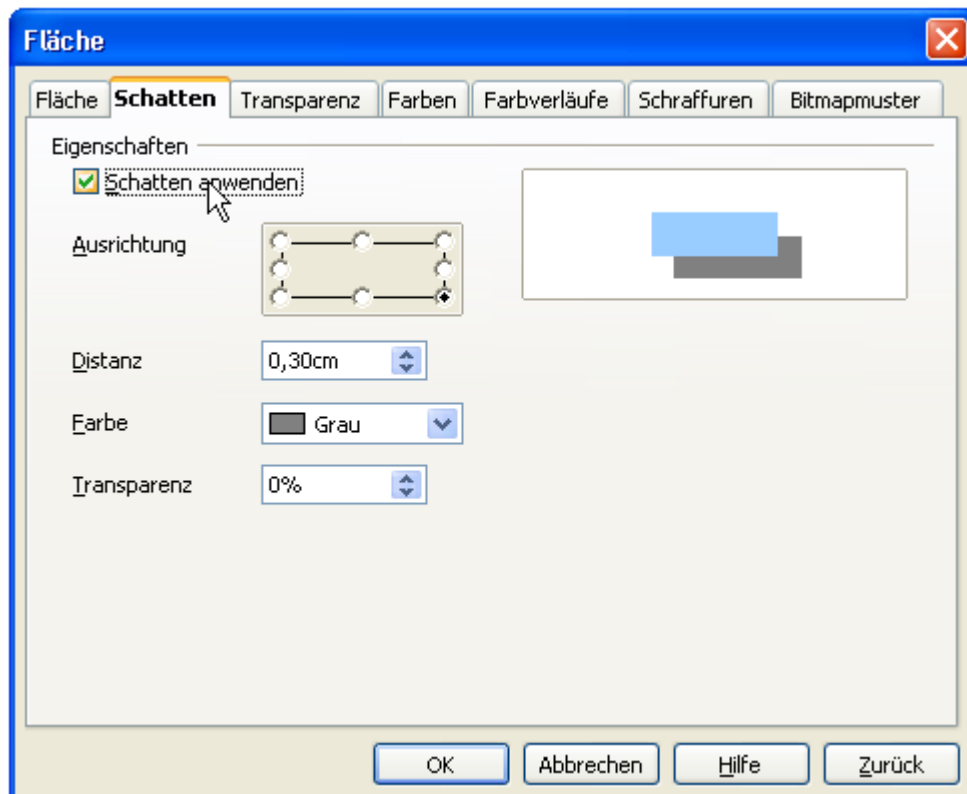 Fläche
Fläche Schatten Transparenz Farben Farbverläufe Schraffuren Bitmapmuster
Eigenschaften
Schatten anwenden
Ausrichtung
Distanz 0,30cm
Farbe Grau
Transparenz 0%
OK Abbrechen Hilfe Zurück